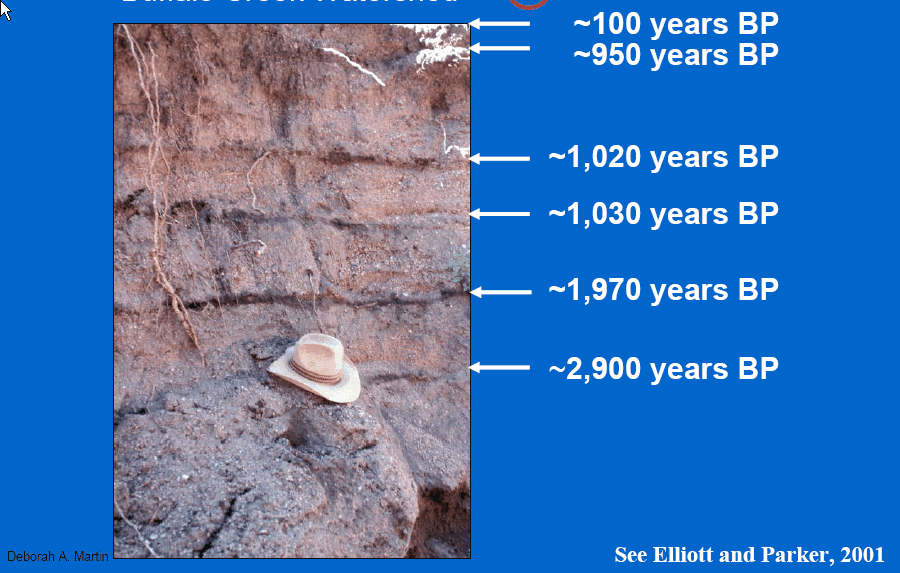 ~100 years BP
~950 years BP
~1,020 years BP
~1,030 years BP
~1,970 years BP
~2,900 years BP
Deborah A. Martin
See Elliott and Parker, 2001